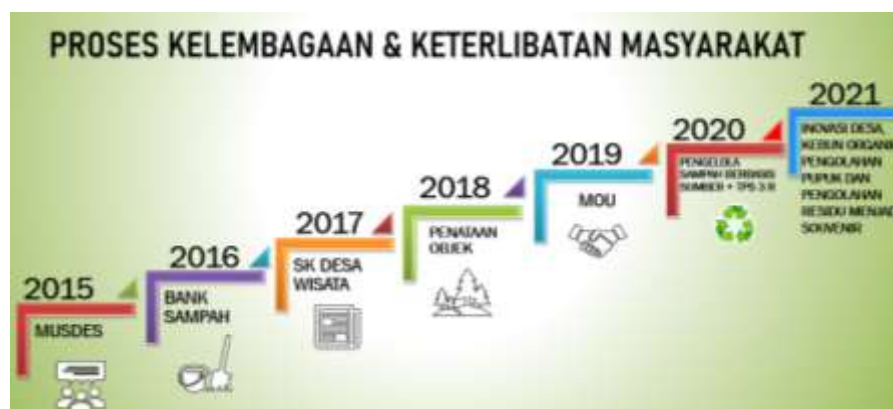 PROSES KELEMBAGAAN & KETERLIBATAN MASYARAKAT
2015
MUSDES
2016
BANK
SAMPAH
2017
SK DESA
WISATA
2018
PENATAAN
OBJEK
2019
MOU
2020
PENGELOLA
SAMPAH BERBASIS
SUMBER + TPS 3 R
2021
INOVASI DESA,
KEBUN ORGANIK
PENGOLAHAN
PUPUK DAN
PENGOLAHAN
RESIDU MENJADI
SOUVENIR